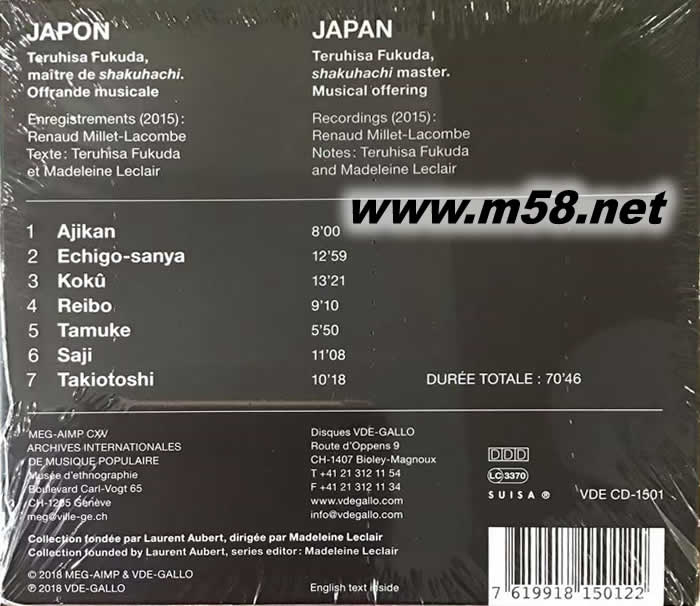 JAPON
Teruhisa Fukuda,
maître de shakuhachi.
Offrande musicale
Enregistrements (2015):
Renaud Millet-Lacombe
Texte: Teruhisa Fukuda
et Madeleine Leclair
JAPAN
Teruhisa Fukuda,
shakuhachi master.
Musical offering
Recordings (2015):
Renaud Millet-Lacombe
Notes: Teruhisa Fukuda
and Madeleine Leclair
www.m58.net
1 Ajikan 8'00
2 Echigo-sanya 12'59
3 Kokû 13'21
4 Reibo 9'10
5 Tamuke 5'50
6 Saji 11'08
7 Takiotoshi 10'18
DURÉE TOTALE : 70'46
MEG-AIMP CXV
ARCHIVES INTERNATIONALES
DE MUSIQUE POPULAIRE
Musée d'ethnographie
Boulevard Carl-Vogt 65
CH-1205 Genève
meg@ville-ge.ch
Disques VDE-GALLO
Route d'Oppens 9
CH-1407 Bioley-Magnoux
T +41 21 312 11 54
F +41 21 312 11 34
www.vdegallo.com
info@vdegallo.com
DDD
LC 3370
SUISA ℗
VDE CD-1501
Collection fondée par Laurent Aubert, dirigée par Madeleine Leclair
Collection founded by Laurent Aubert, series editor: Madeleine Leclair
© 2018 MEG-AIMP & VDE-GALLO
℗ 2018 VDE-GALLO
English text inside
7 619918 150122